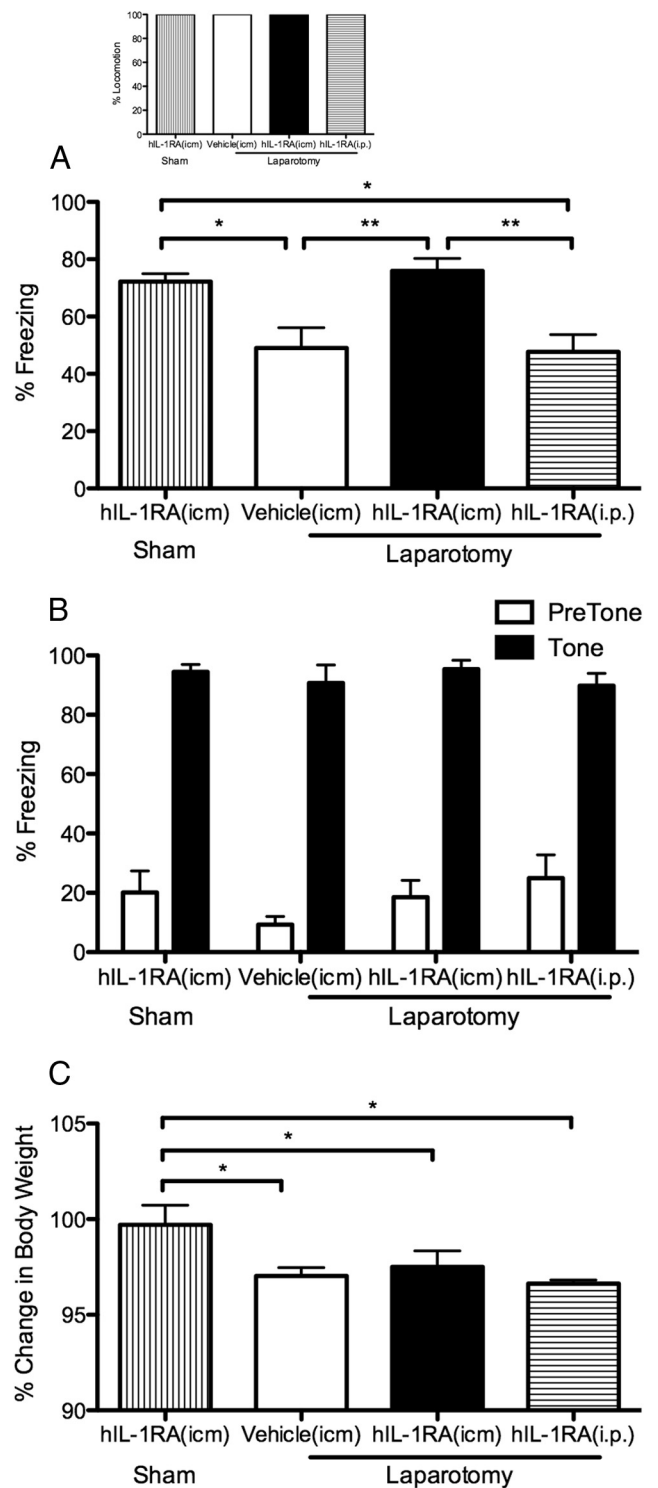 100
80
60
40
20
0
% Locomotion
hIL-1RA(icm) Vehicle(icm) hIL-1RA(icm) hIL-1RA(i.p.)
Sham Laparotomy
A
*
* ** **
100
80
60
40
20
0
% Freezing
hIL-1RA(icm) Vehicle(icm) hIL-1RA(icm) hIL-1RA(i.p.)
Sham Laparotomy
B
PreTone
Tone
100
80
60
40
20
0
% Freezing
hIL-1RA(icm) Vehicle(icm) hIL-1RA(icm) hIL-1RA(i.p.)
Sham Laparotomy
C
*
*
*
105
100
95
90
% Change in Body Weight
hIL-1RA(icm) Vehicle(icm) hIL-1RA(icm) hIL-1RA(i.p.)
Sham Laparotomy